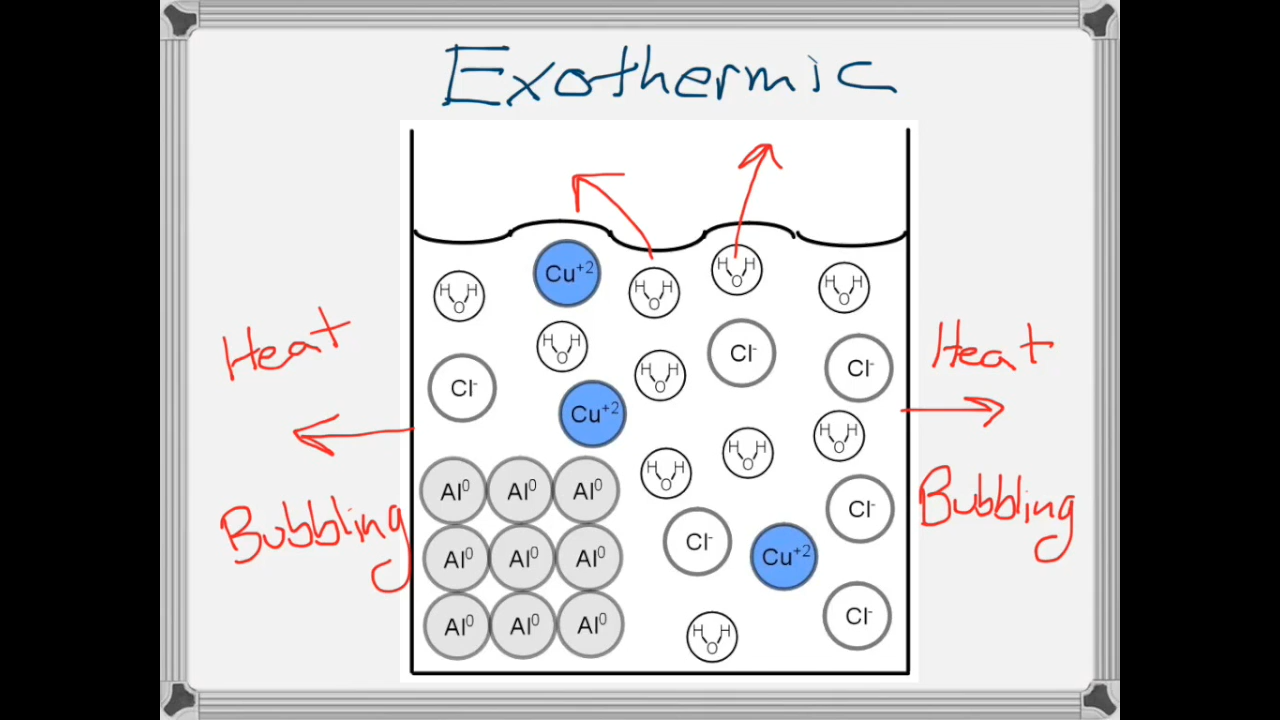 Exothermic
H H O
Cu+2
H H O
H H O
H H O
H H O
Cl-
Cl-
H H O
Cl-
Cu+2
H H O
H H O
H H O
Al0 Al0 Al0
Cl-
Cl-
Cu+2
Al0 Al0 Al0
Al0 Al0 Al0
Cl-
H H O
Heat
Bubbling
Heat
Bubbling